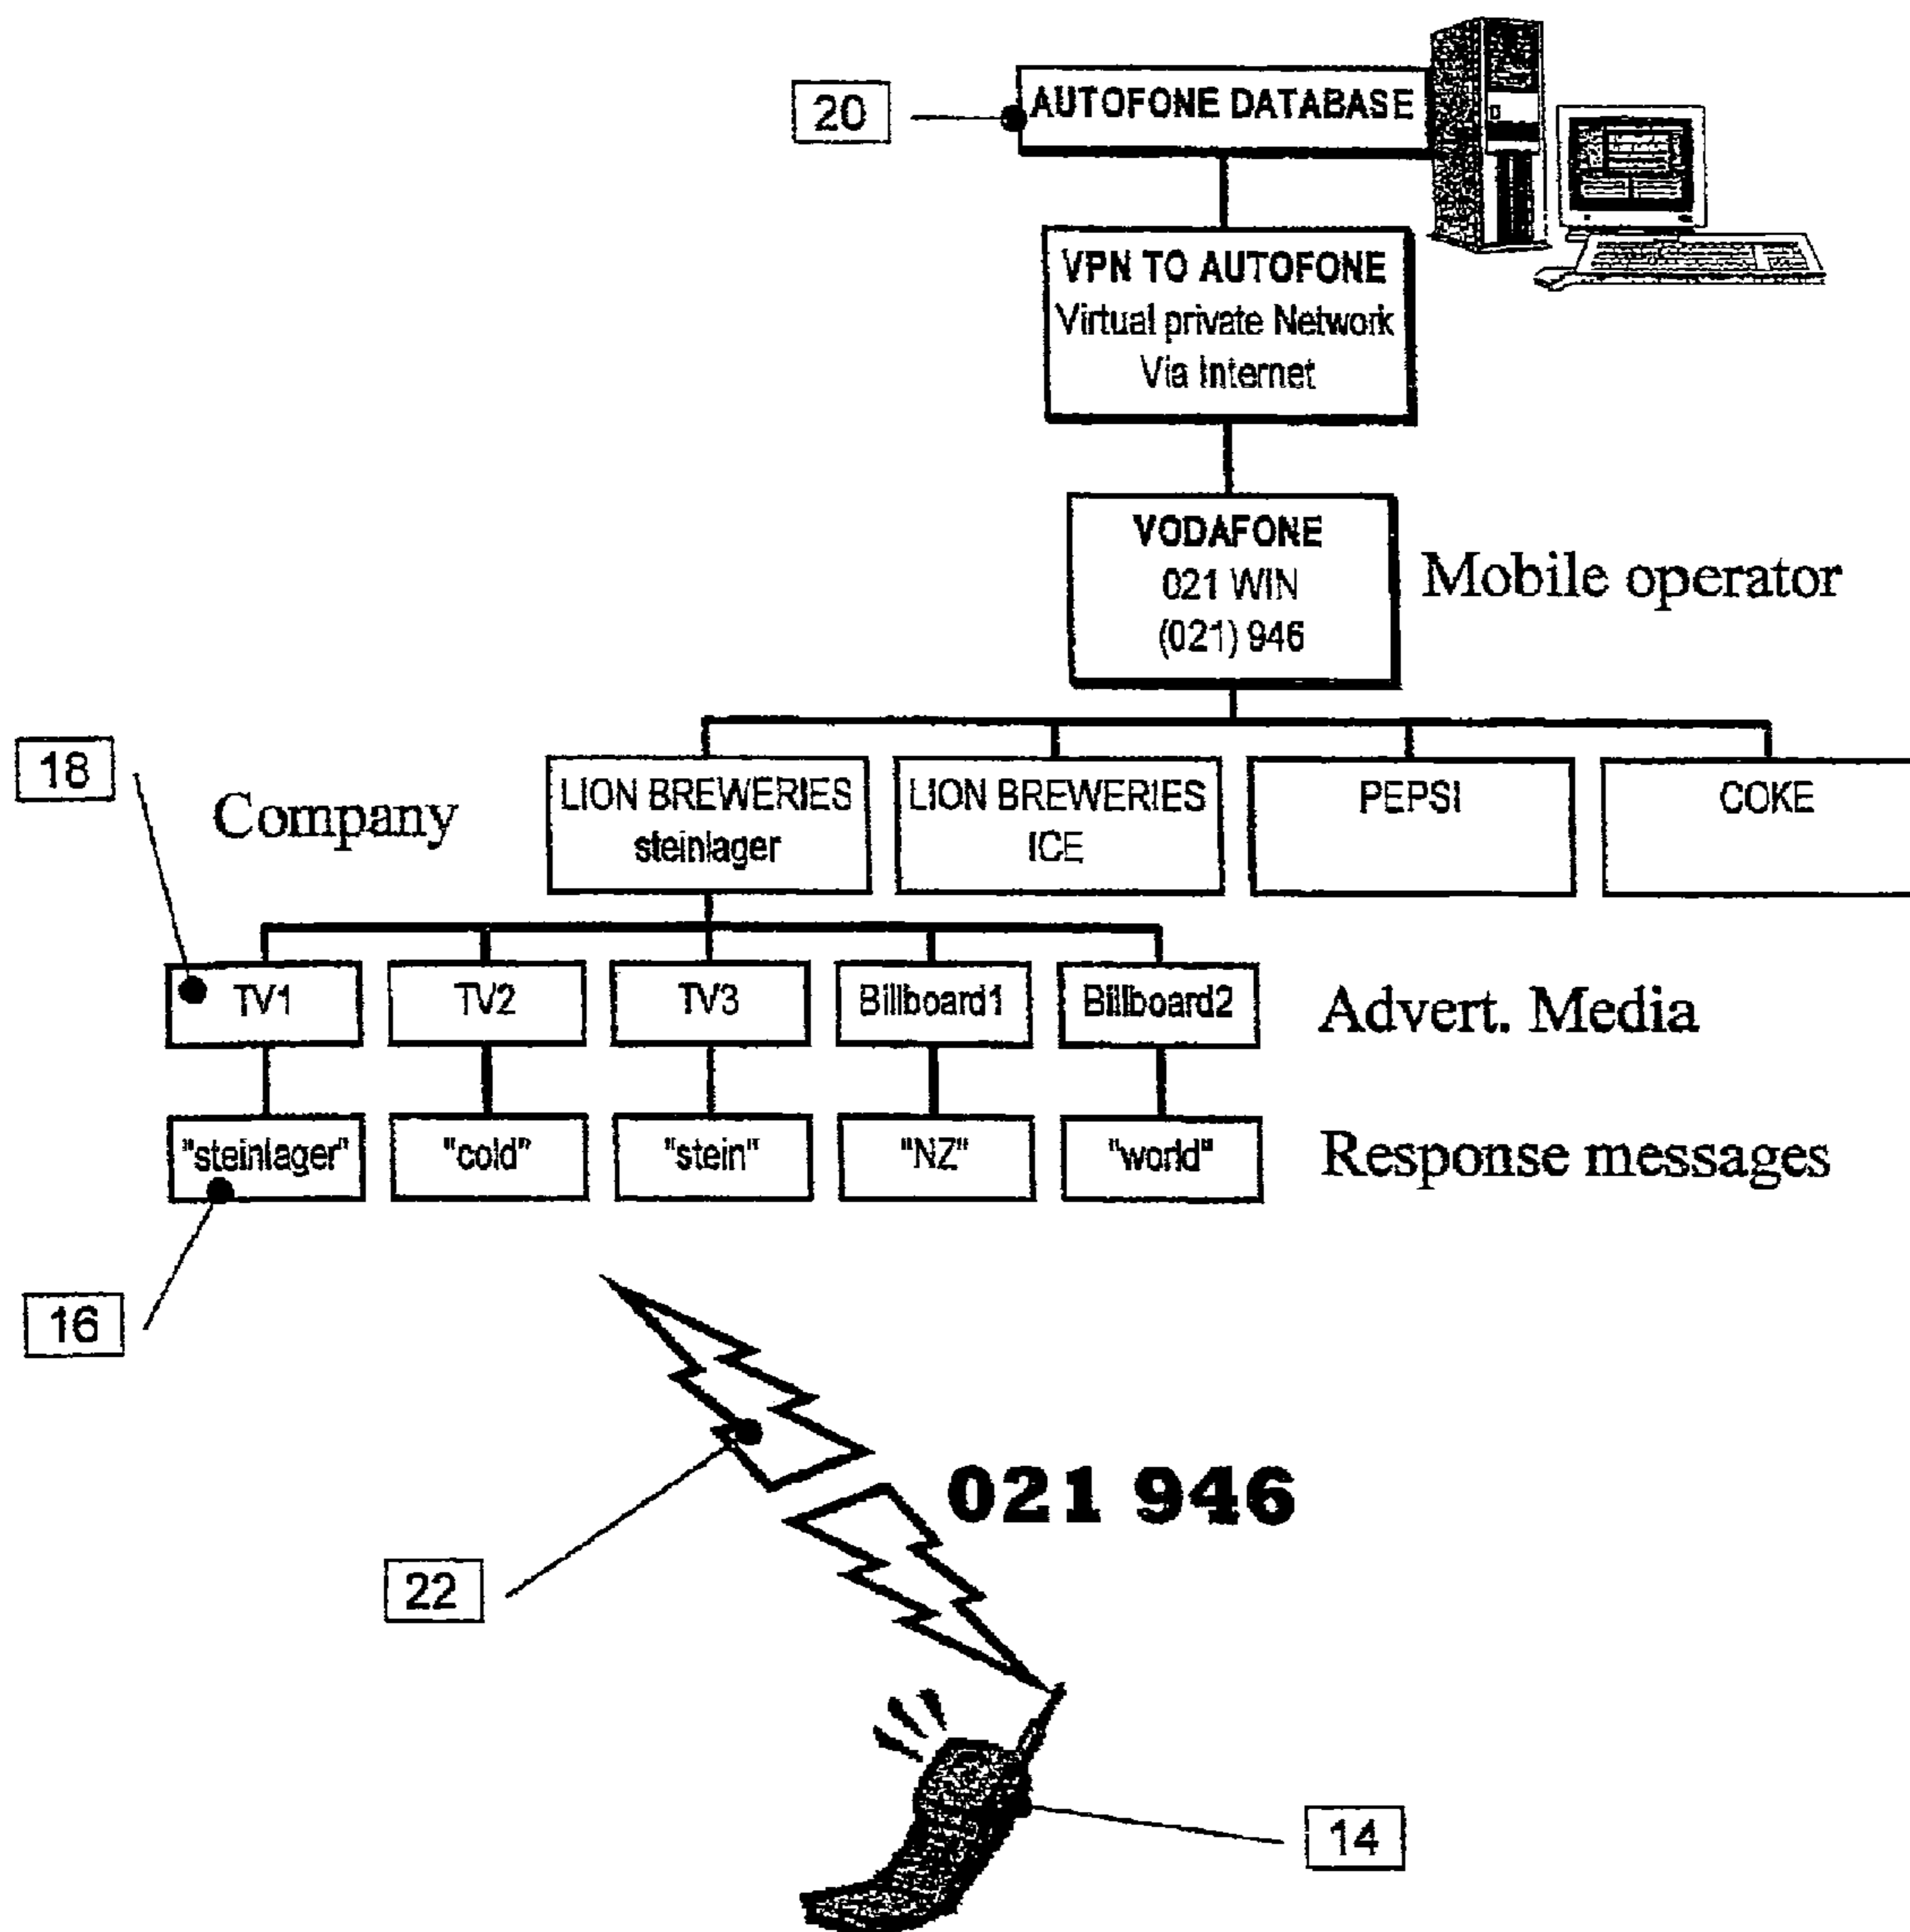 20
AUTOFONE DATABASE
VPN TO AUTOFONE
Virtual private Network
Via Internet
VODAFONE
021 WIN
(021) 946
Mobile operator
18
Company
LION BREWERIES
steinlager
LION BREWERIES
ICE
PEPSI
COKE
TV1
TV2
TV3
Billboard1
Billboard2
Advert. Media
"steinlager"
"cold"
"stein"
"NZ"
"world"
Response messages
16
021 946
22
14